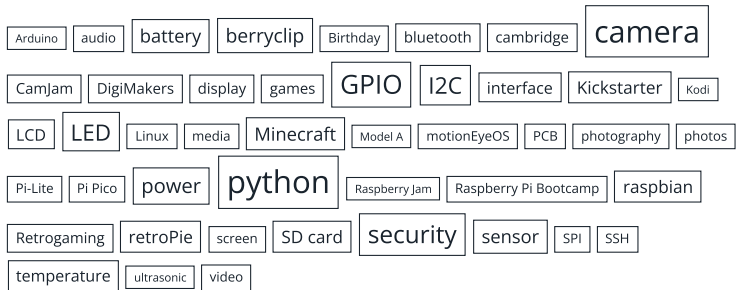 Arduino audio battery berryclip Birthday bluetooth cambridge camera
CamJam DigiMakers display games GPIO I2C interface Kickstarter Kodi
LCD LED Linux media Minecraft Model A motionEyeOS PCB photography photos
Pi-Lite Pi Pico power python Raspberry Jam Raspberry Pi Bootcamp raspbian
Retrogaming retroPie screen SD card security sensor SPI SSH
temperature ultrasonic video